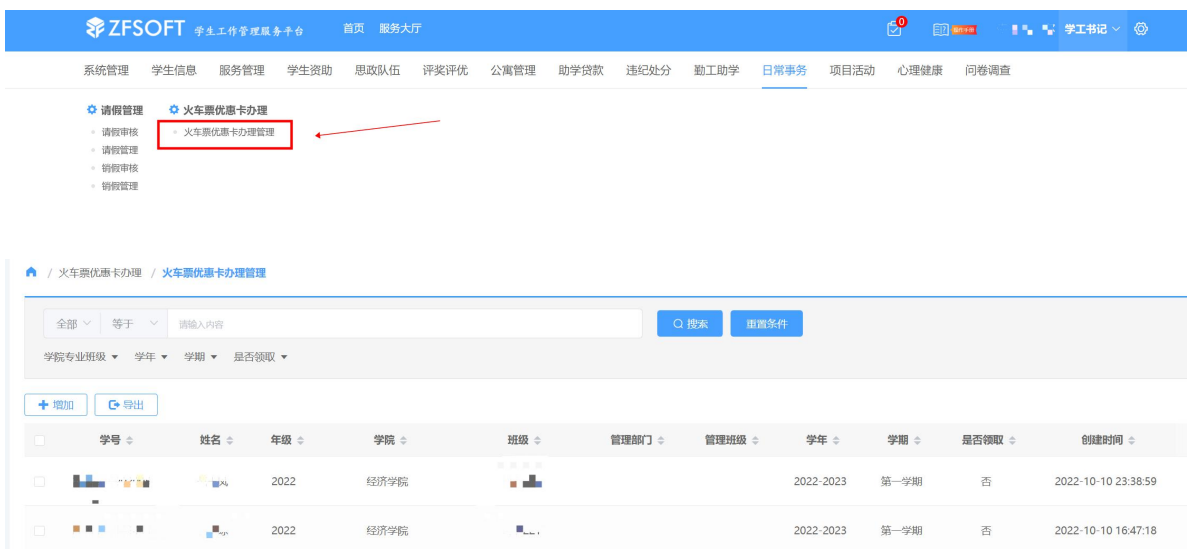 ZFSOFT 学生工作管理服务平台 首页 服务大厅 0 操作手册 学工书记
系统管理 学生信息 服务管理 学生资助 思政队伍 评奖评优 公寓管理 助学贷款 违纪处分 勤工助学 日常事务 项目活动 心理健康 问卷调查
请假管理 火车票优惠卡办理
请假审核 火车票优惠卡办理管理
请假管理
销假审核
销假管理
/ 火车票优惠卡办理 / 火车票优惠卡办理管理
全部 等于 请输入内容 搜索 重置条件
学院专业班级 学年 学期 是否领取
增加 导出
学号 姓名 年级 学院 班级 管理部门 管理班级 学年 学期 是否领取 创建时间
2022 经济学院 2022-2023 第一学期 否 2022-10-10 23:38:59
2022 经济学院 2022-2023 第一学期 否 2022-10-10 16:47:18